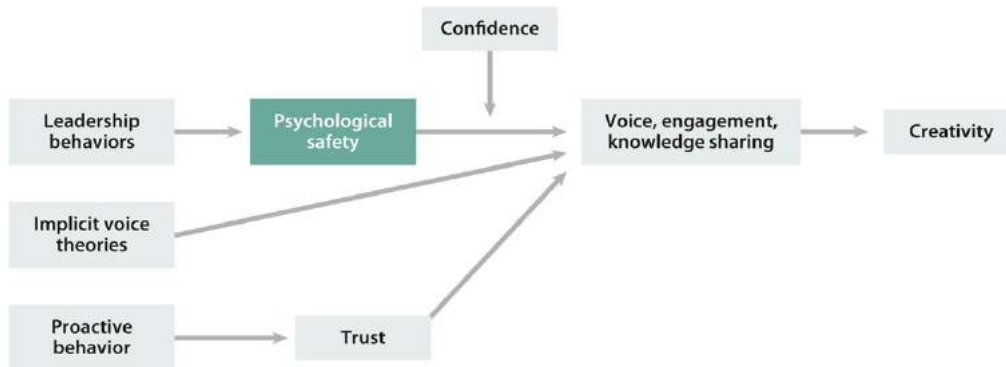 Confidence
Leadership
behaviors
Psychological
safety
Voice, engagement,
knowledge sharing
Creativity
Implicit voice
theories
Proactive
behavior
Trust